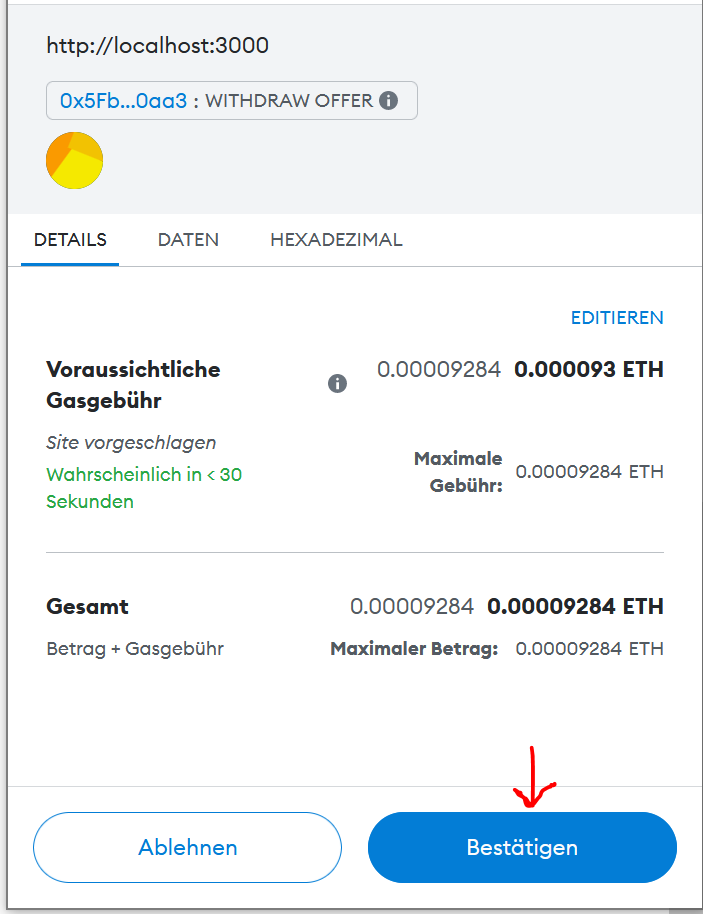 http://localhost:3000
0x5Fb...0aa3 : WITHDRAW OFFER
DETAILS DATEN HEXADEZIMAL
EDITIEREN
Voraussichtliche Gasgebühr 0.00009284 0.000093 ETH
Site vorgeschlagen
Wahrscheinlich in < 30 Sekunden
Maximale Gebühr: 0.00009284 ETH
Gesamt 0.00009284 0.00009284 ETH
Betrag + Gasgebühr Maximaler Betrag: 0.00009284 ETH
Ablehnen Bestätigen